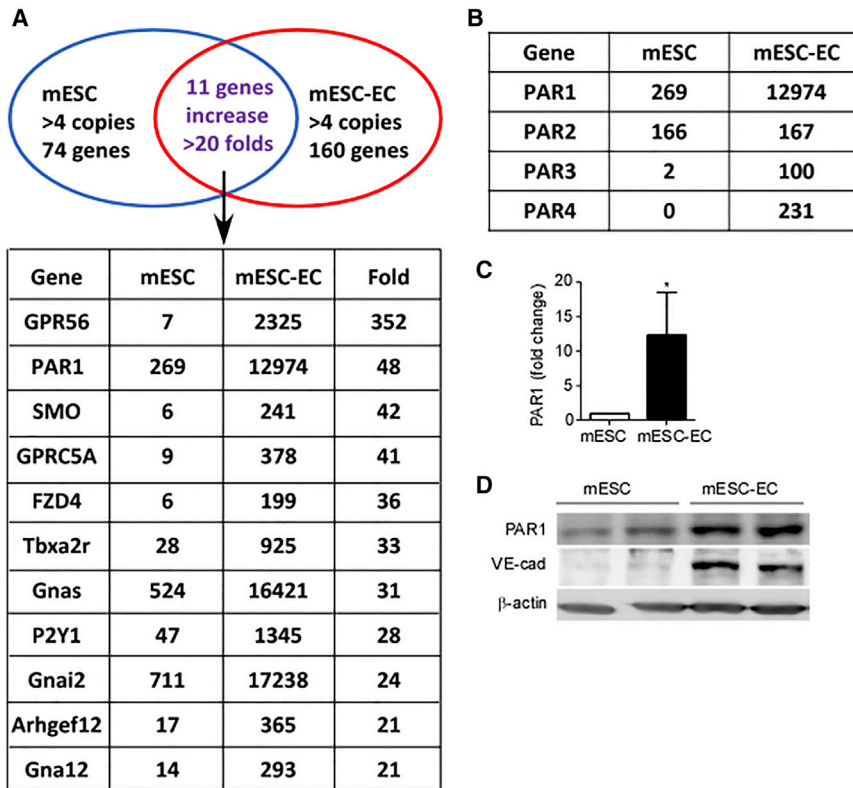 A
mESC
>4 copies
74 genes
11 genes
increase
>20 folds
mESC-EC
>4 copies
160 genes
Gene mESC mESC-EC Fold
GPR56 7 2325 352
PAR1 269 12974 48
SMO 6 241 42
GPRC5A 9 378 41
FZD4 6 199 36
Tbxa2r 28 925 33
Gnas 524 16421 31
P2Y1 47 1345 28
Gnai2 711 17238 24
Arhgef12 17 365 21
Gna12 14 293 21
B
Gene mESC mESC-EC
PAR1 269 12974
PAR2 166 167
PAR3 2 100
PAR4 0 231
C
PAR1 (fold change)
20
15
10
5
0
*
mESC mESC-EC
D
mESC mESC-EC
PAR1
VE-cad
β-actin